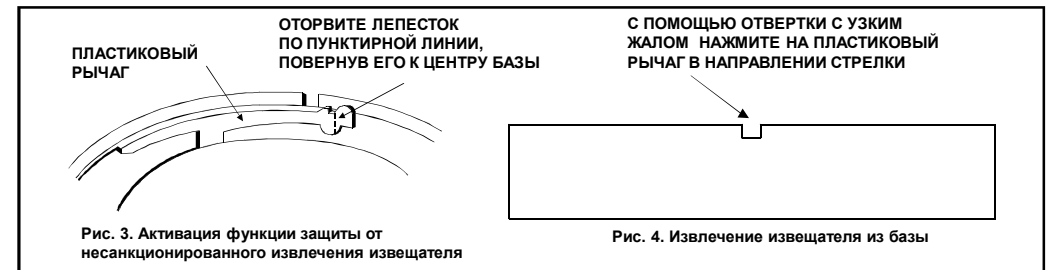 ПЛАСТИКОВЫЙ
РЫЧАГ
ОТОРВИТЕ ЛЕПЕСТОК
ПО ПУНКТИРНОЙ ЛИНИИ,
ПОВЕРНУВ ЕГО К ЦЕНТРУ БАЗЫ
Рис. 3. Активация функции защиты от
несанкционированного извлечения извещателя
С ПОМОЩЬЮ ОТВЕРТКИ С УЗКИМ
ЖАЛОМ НАЖМИТЕ НА ПЛАСТИКОВЫЙ
РЫЧАГ В НАПРАВЛЕНИИ СТРЕЛКИ
Рис. 4. Извлечение извещателя из базы